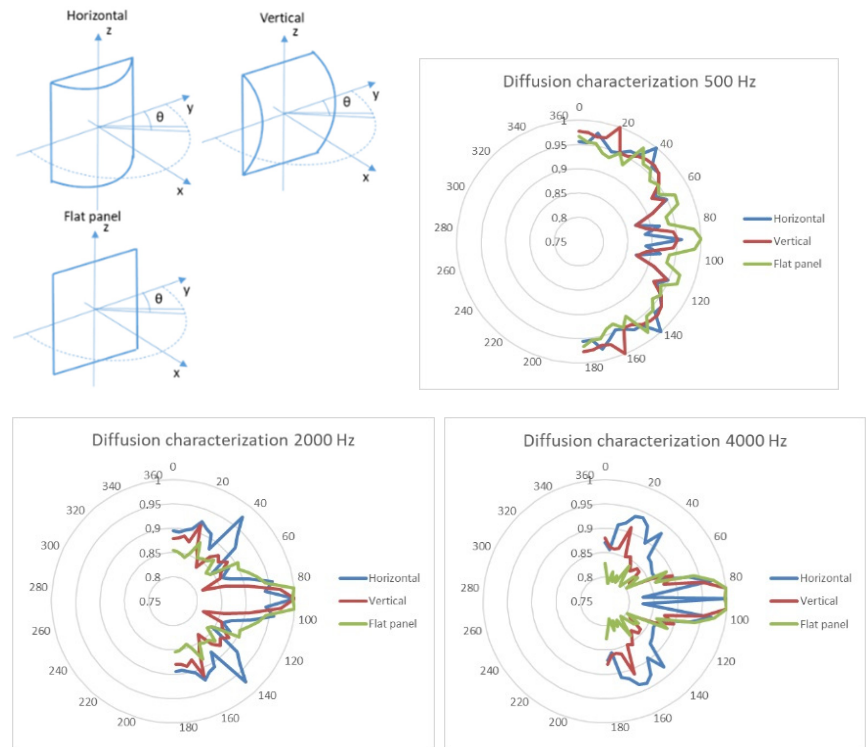 Horizontal
z
y
θ
x
Vertical
z
y
θ
x
Flat panel
z
y
θ
x
Diffusion characterization 500 Hz
0
360
20
340
40
320
60
300
80
280
100
260
120
240
140
220
160
200
180
1
0,95
0,9
0,85
0,8
0.75
Horizontal
Vertical
Flat panel
Diffusion characterization 2000 Hz
0
360
20
340
40
320
60
300
80
280
100
260
120
240
140
220
160
200
180
1
0,95
0,9
0,85
0,8
0.75
Horizontal
Vertical
Flat panel
Diffusion characterization 4000 Hz
0
360
20
340
40
320
60
300
80
280
100
260
120
240
140
220
160
200
180
1
0,95
0,9
0,85
0,8
0.75
Horizontal
Vertical
Flat panel